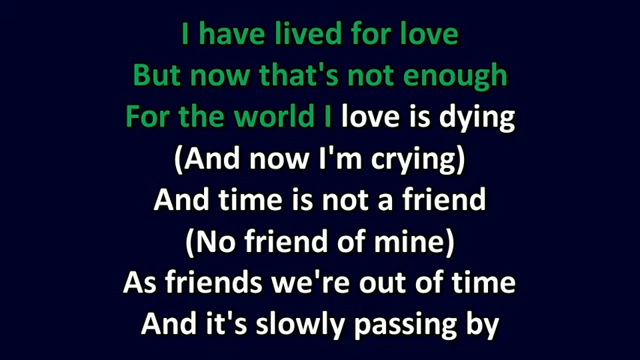 I have lived for love
But now that's not enough
For the world I love is dying
(And now I'm crying)
And time is not a friend
(No friend of mine)
As friends we're out of time
And it's slowly passing by